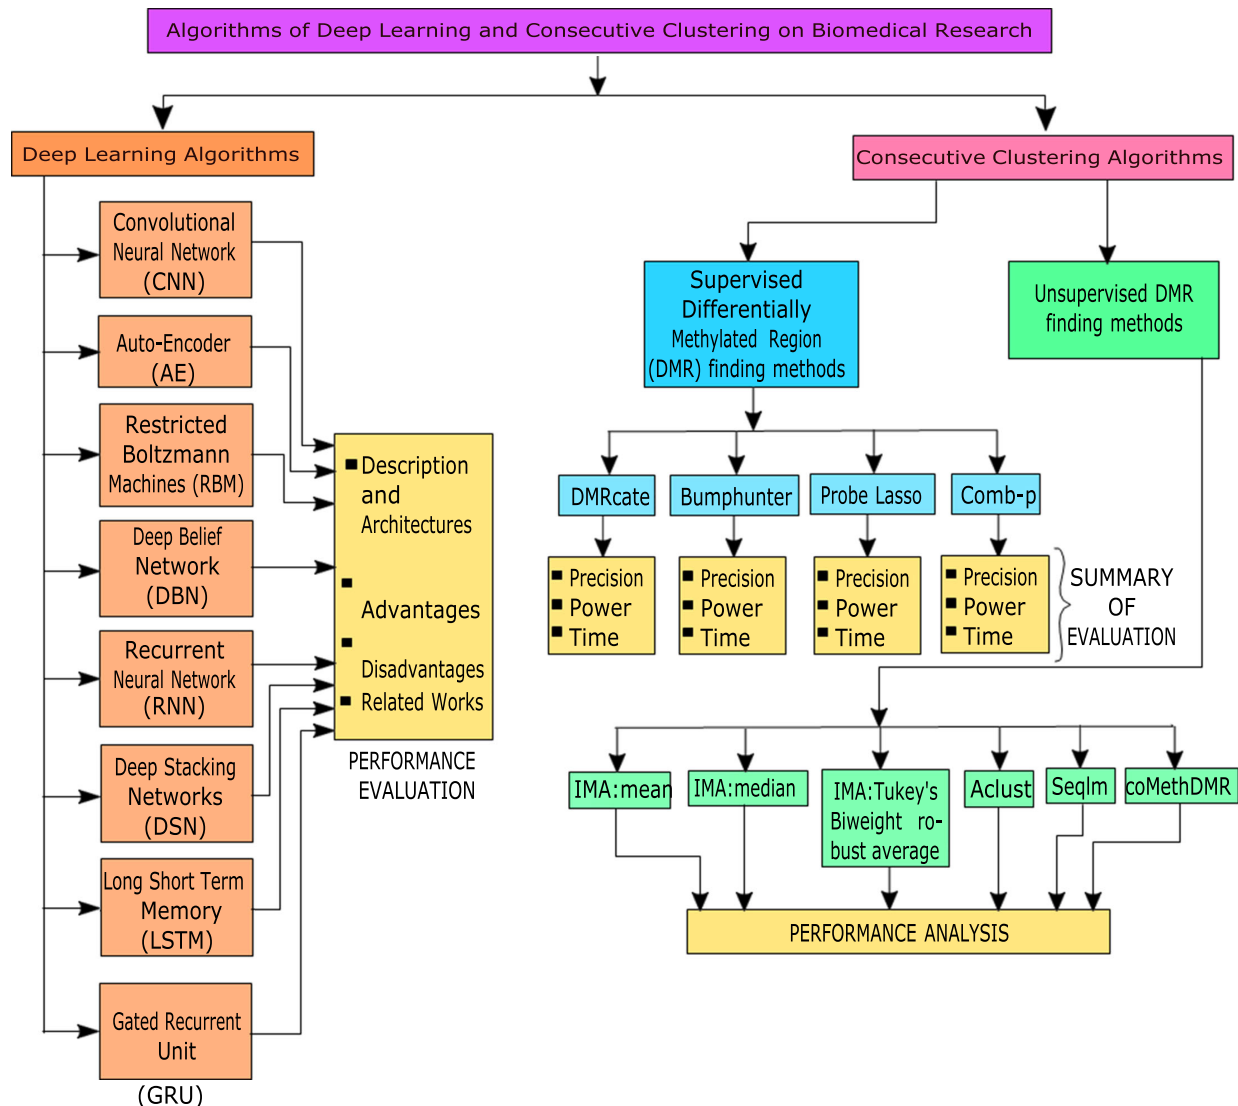 Algorithms of Deep Learning and Consecutive Clustering on Biomedical Research
Deep Learning Algorithms
Convolutional
Neural Network
(CNN)
Auto-Encoder
(AE)
Restricted
Boltzmann
Machines (RBM)
Deep Belief
Network
(DBN)
Recurrent
Neural Network
(RNN)
Deep Stacking
Networks
(DSN)
Long Short Term
Memory
(LSTM)
Gated Recurrent
Unit
(GRU)
Description
and
Architectures
Advantages
Disadvantages
Related Works
PERFORMANCE
EVALUATION
Consecutive Clustering Algorithms
Supervised
Differentially
Methylated Region
(DMR) finding methods
Unsupervised DMR
finding methods
DMRcate
Bumphunter
Probe Lasso
Comb-p
Precision
Power
Time
Precision
Power
Time
Precision
Power
Time
Precision
Power
Time
SUMMARY
OF
EVALUATION
IMA:mean
IMA:median
IMA:Tukey's
Biweight ro-
bust average
Aclust
Seqlm
coMethDMR
PERFORMANCE ANALYSIS